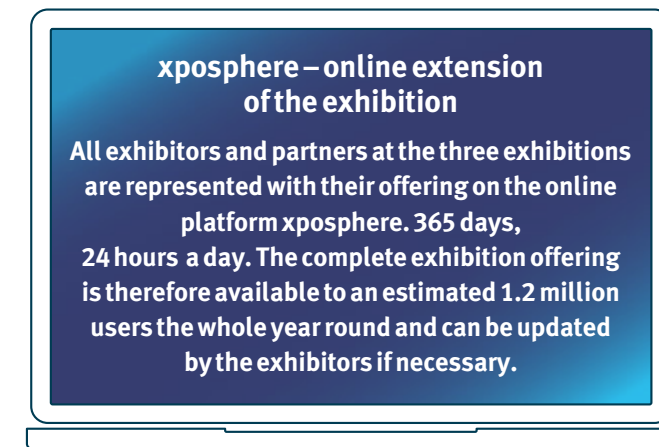 xposphere – online extension
of the exhibition
All exhibitors and partners at the three exhibitions
are represented with their offering on the online
platform xposphere. 365 days,
24 hours a day. The complete exhibition offering
is therefore available to an estimated 1.2 million
users the whole year round and can be updated
by the exhibitors if necessary.